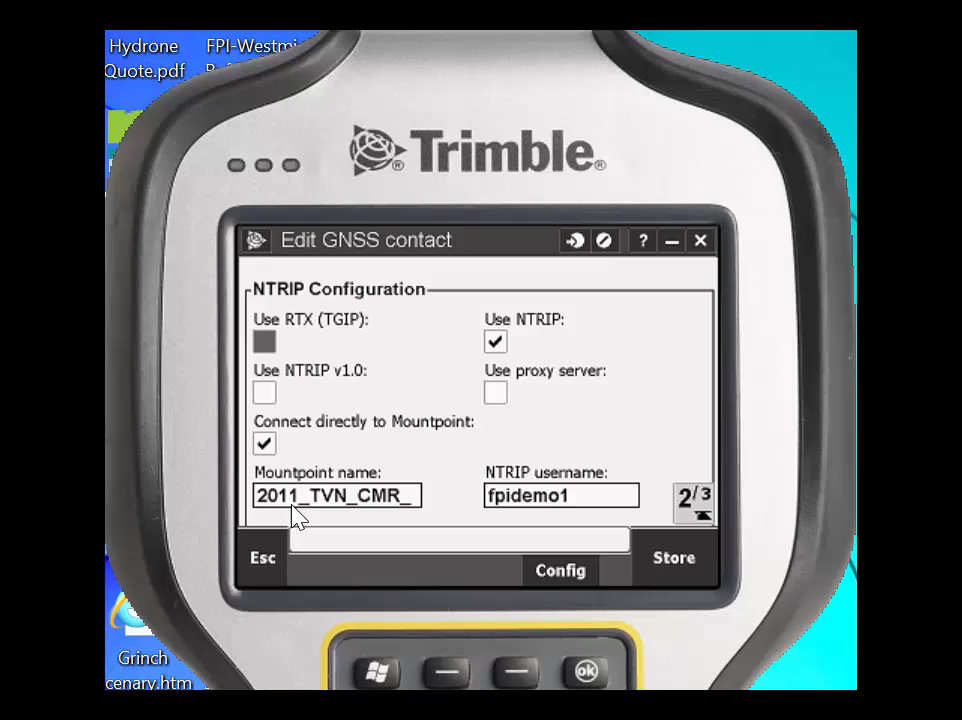 Hydrone FPI-Westmi
Quote.pdf
Trimble
Edit GNSS contact ?
NTRIP Configuration
Use RTX (TGIP): Use NTRIP:
Use NTRIP v1.0: Use proxy server:
Connect directly to Mountpoint:
Mountpoint name: NTRIP username:
2011_TVN_CMR_ fpidemo1
2/3
Esc Config Store
ok
Grinch
cenary.htm